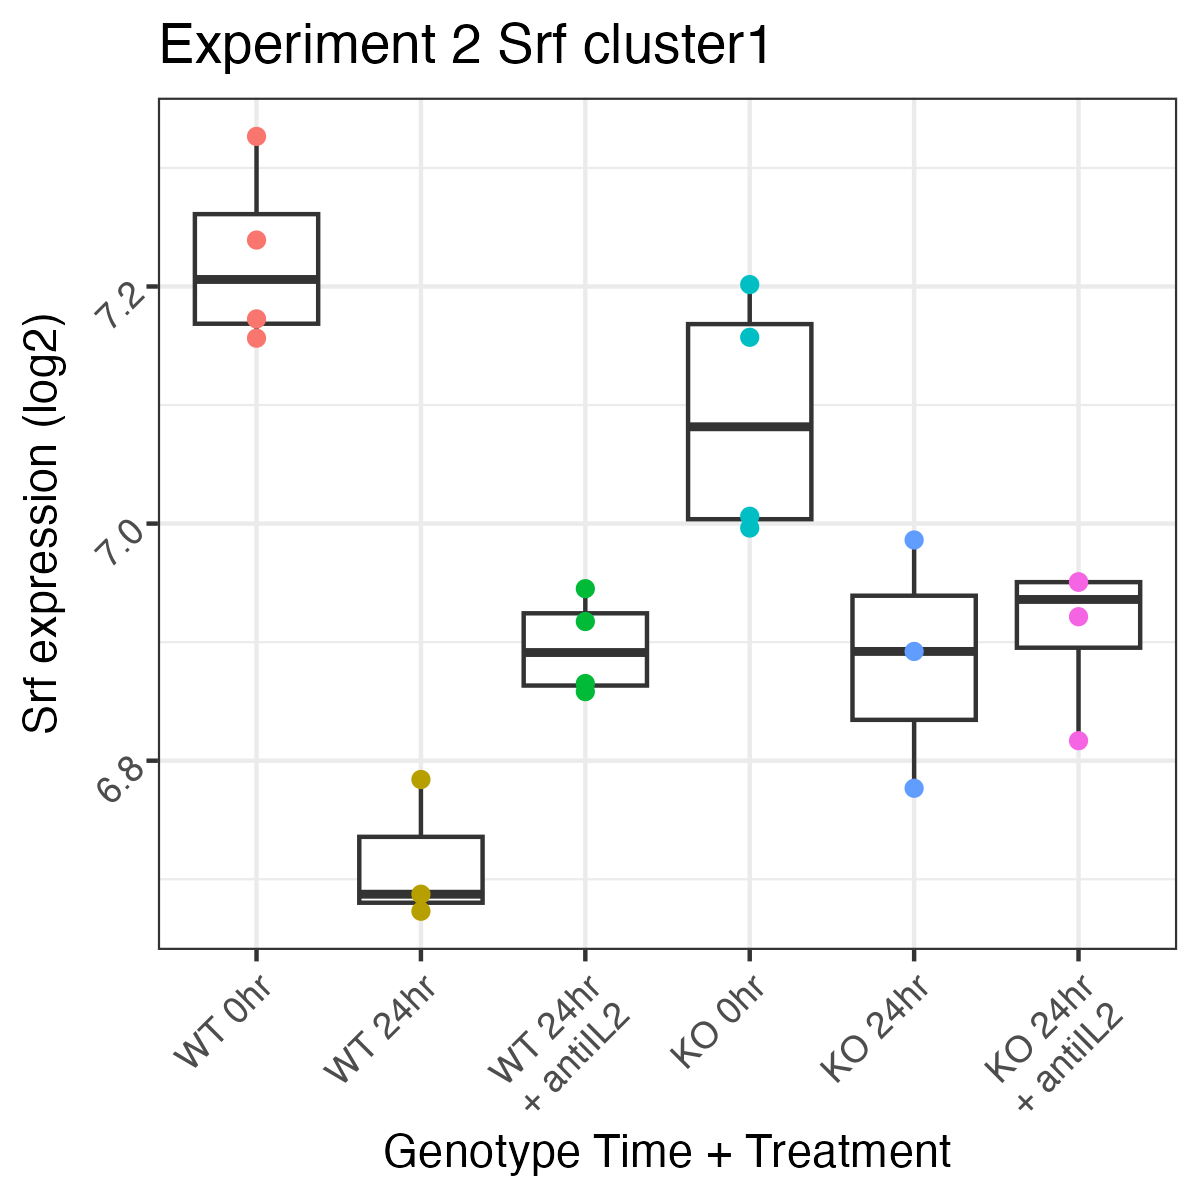 Experiment 2 Srf cluster1
Srf expression (log2)
7.2
7.0
6.8
WT 0hr
WT 24hr
WT 24hr
+ antiIL2
KO 0hr
KO 24hr
KO 24hr
+ antiIL2
Genotype Time + Treatment